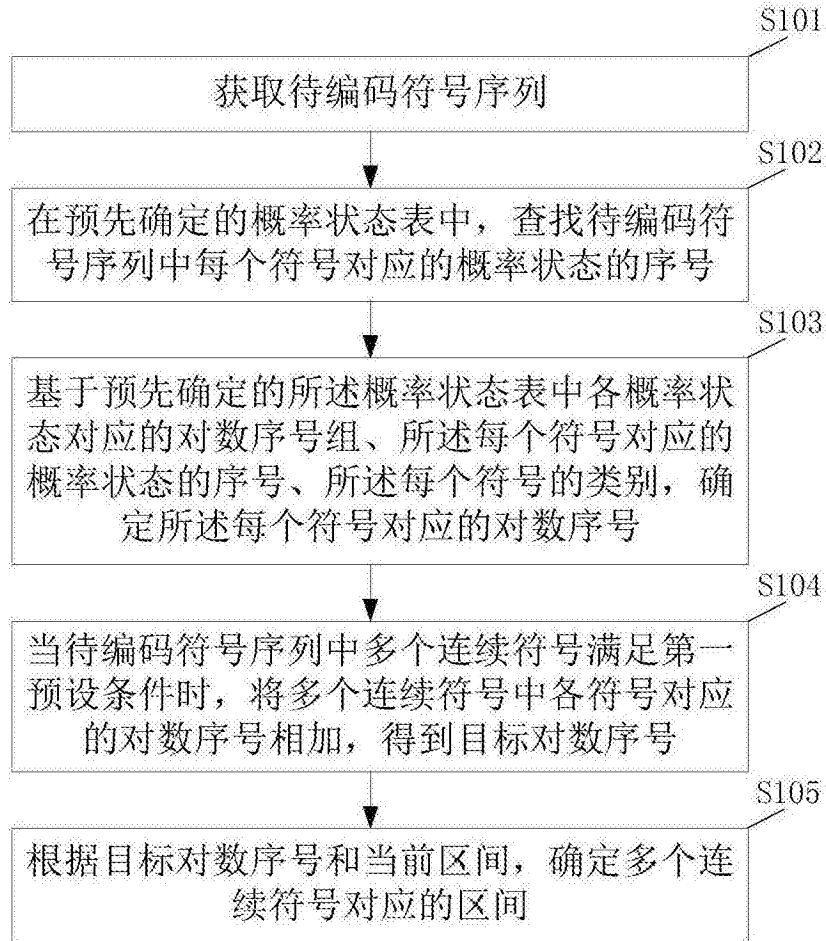 S101
获取待编码符号序列
S102
在预先确定的概率状态表中，查找待编码符
号序列中每个符号对应的概率状态的序号
S103
基于预先确定的所述概率状态表中各概率状
态对应的对数序号组、所述每个符号对应的
概率状态的序号、所述每个符号的类别，确
定所述每个符号对应的对数序号
S104
当待编码符号序列中多个连续符号满足第一
预设条件时，将多个连续符号中各符号对应
的对数序号相加，得到目标对数序号
S105
根据目标对数序号和当前区间，确定多个连
续符号对应的区间